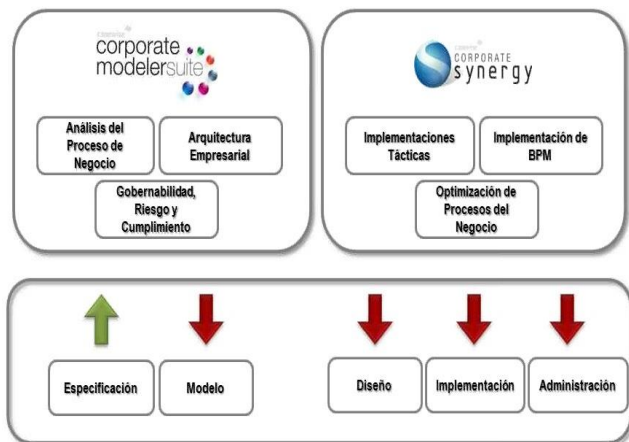 corporate
modelersuite
CORPORATE
synergy
Análisis del
Proceso de
Negocio
Arquitectura
Empresarial
Gobernabilidad,
Riesgo y
Cumplimiento
Implementaciones
Tácticas
Implementación de
BPM
Optimización de
Procesos del
Negocio
Especificación
Modelo
Diseño
Implementación
Administración